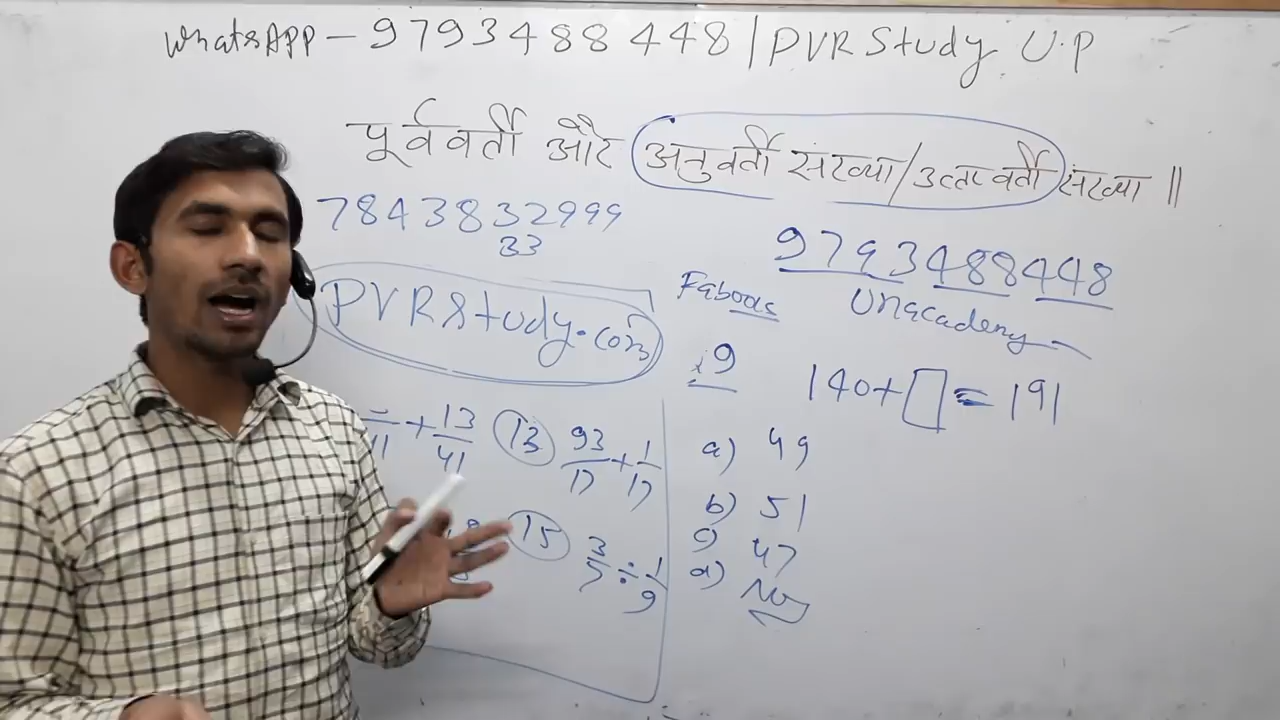 WhatsAPP - 9793488448 | PVR Study U.P
पूर्ववर्ती और अनुवर्ती संख्या/उत्तरवर्ती संख्या ||
7843832999
33
9793488448
Unacademy
PVRStudy.com
+ 13/41
13 93/17 + 1/17
15 3/5 ÷ 1/9
9
140+□=191
a) 49
b) 51
c) 47
d) No